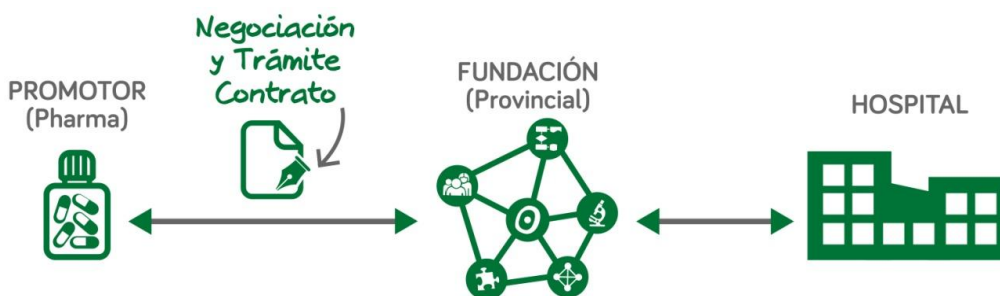 PROMOTOR
(Pharma)
Negociación
y Trámite
Contrato
FUNDACIÓN
(Provincial)
HOSPITAL